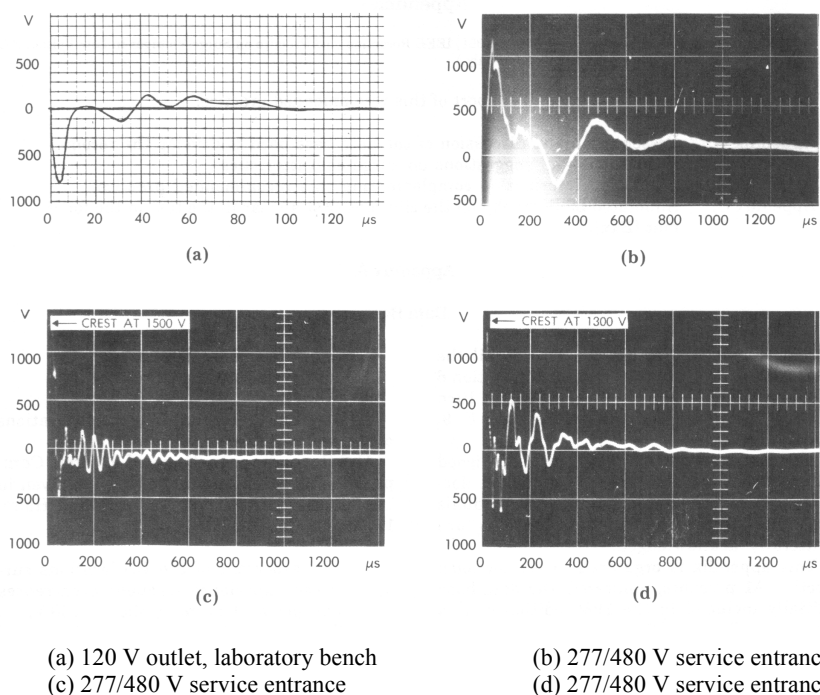 V
500
0
500
1000
0 20 40 60 80 100 120 μs
(a)
V
1000
500
0
500
0 200 400 600 800 1000 1200 μs
(b)
V
CREST AT 1500 V
1000
500
0
500
1000
0 200 400 600 800 1000 1200 μs
(c)
V
CREST AT 1300 V
1000
500
0
500
1000
0 200 400 600 800 1000 1200 μs
(d)
(a) 120 V outlet, laboratory bench
(b) 277/480 V service entranc
(c) 277/480 V service entrance
(d) 277/480 V service entranc